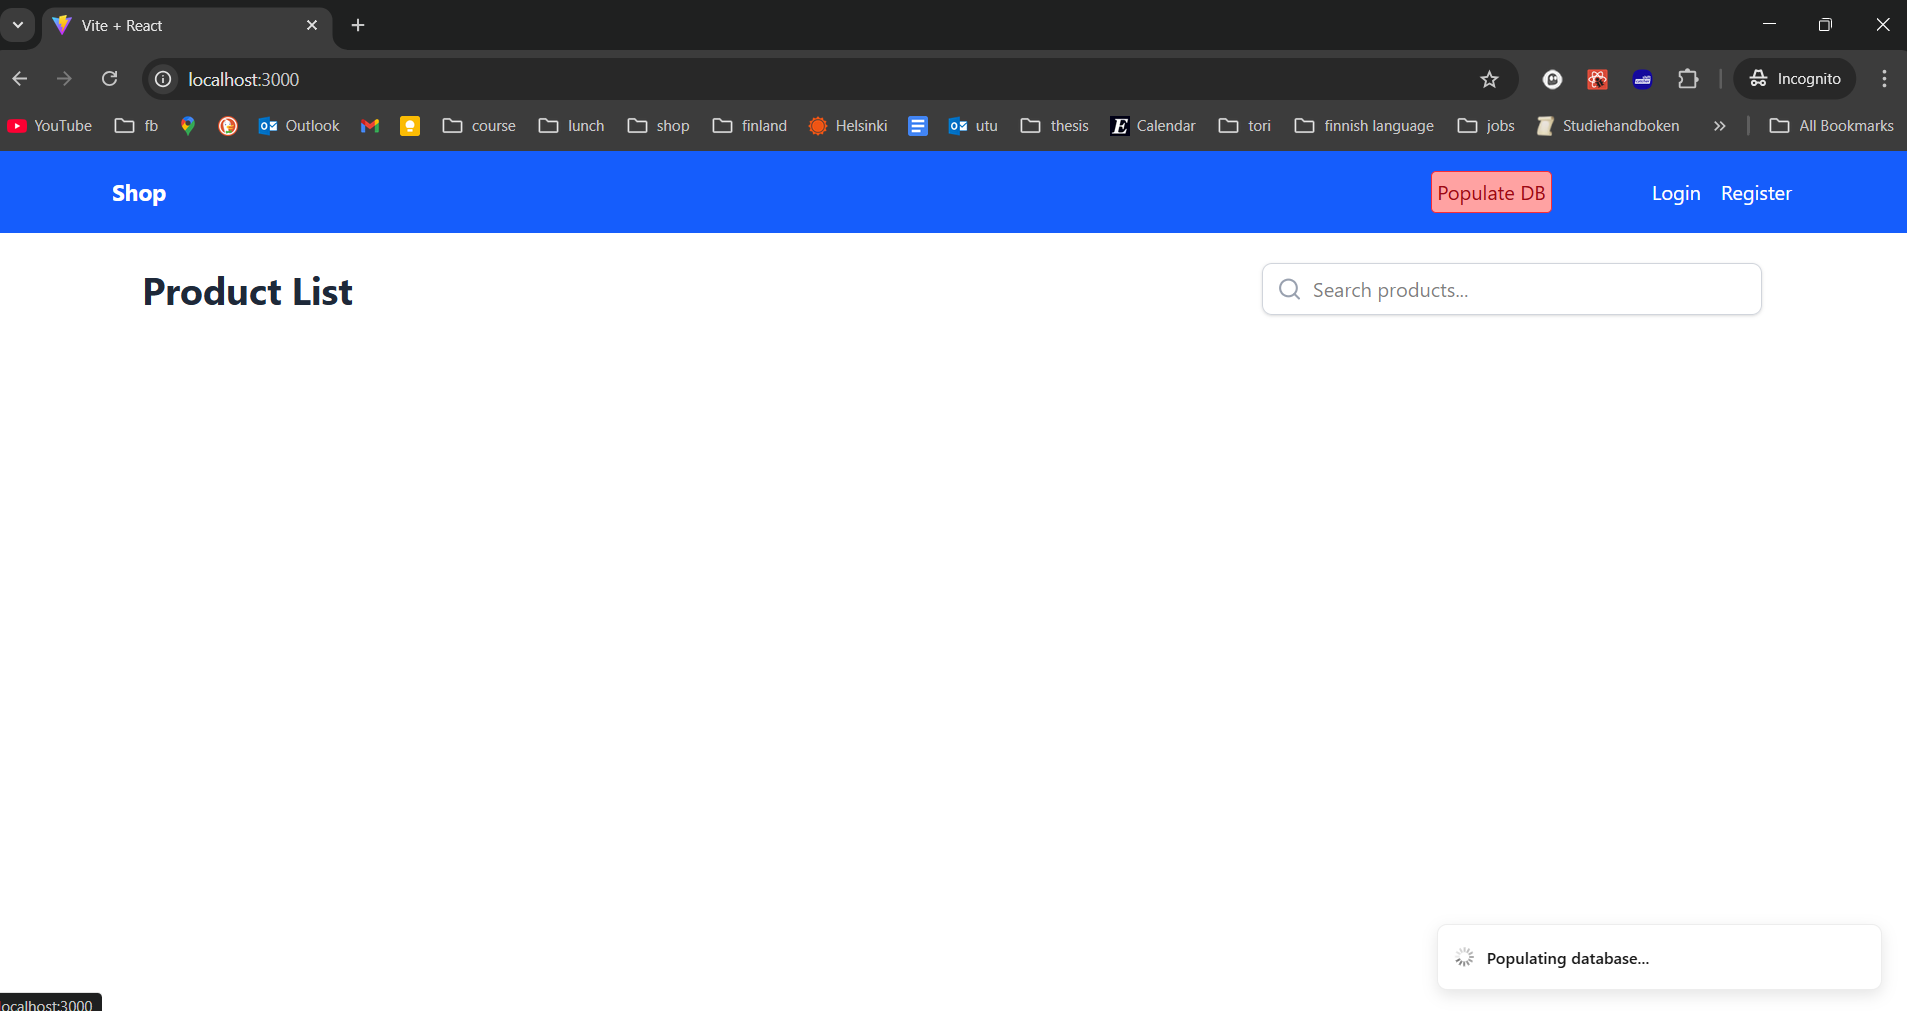 Vite + React
localhost:3000
Incognito
YouTube fb Outlook course lunch shop finland Helsinki utu thesis E Calendar tori finnish language jobs Studiehandboken » All Bookmarks
Shop Populate DB Login Register
Product List Search products...
Populating database...
localhost:3000